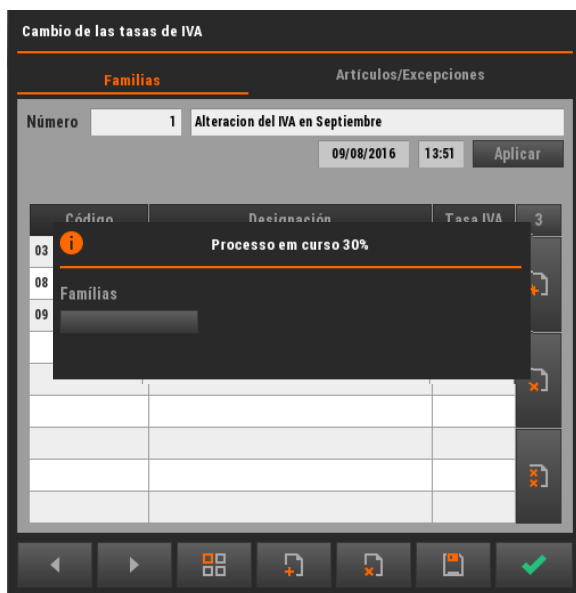 Cambio de las tasas de IVA
Familias
Artículos/Excepciones
Número 1 Alteracion del IVA en Septiembre
09/08/2016 13:51 Aplicar
Código Designación Tasa IVA 3
03
08
09
Processo em curso 30%
Famílias